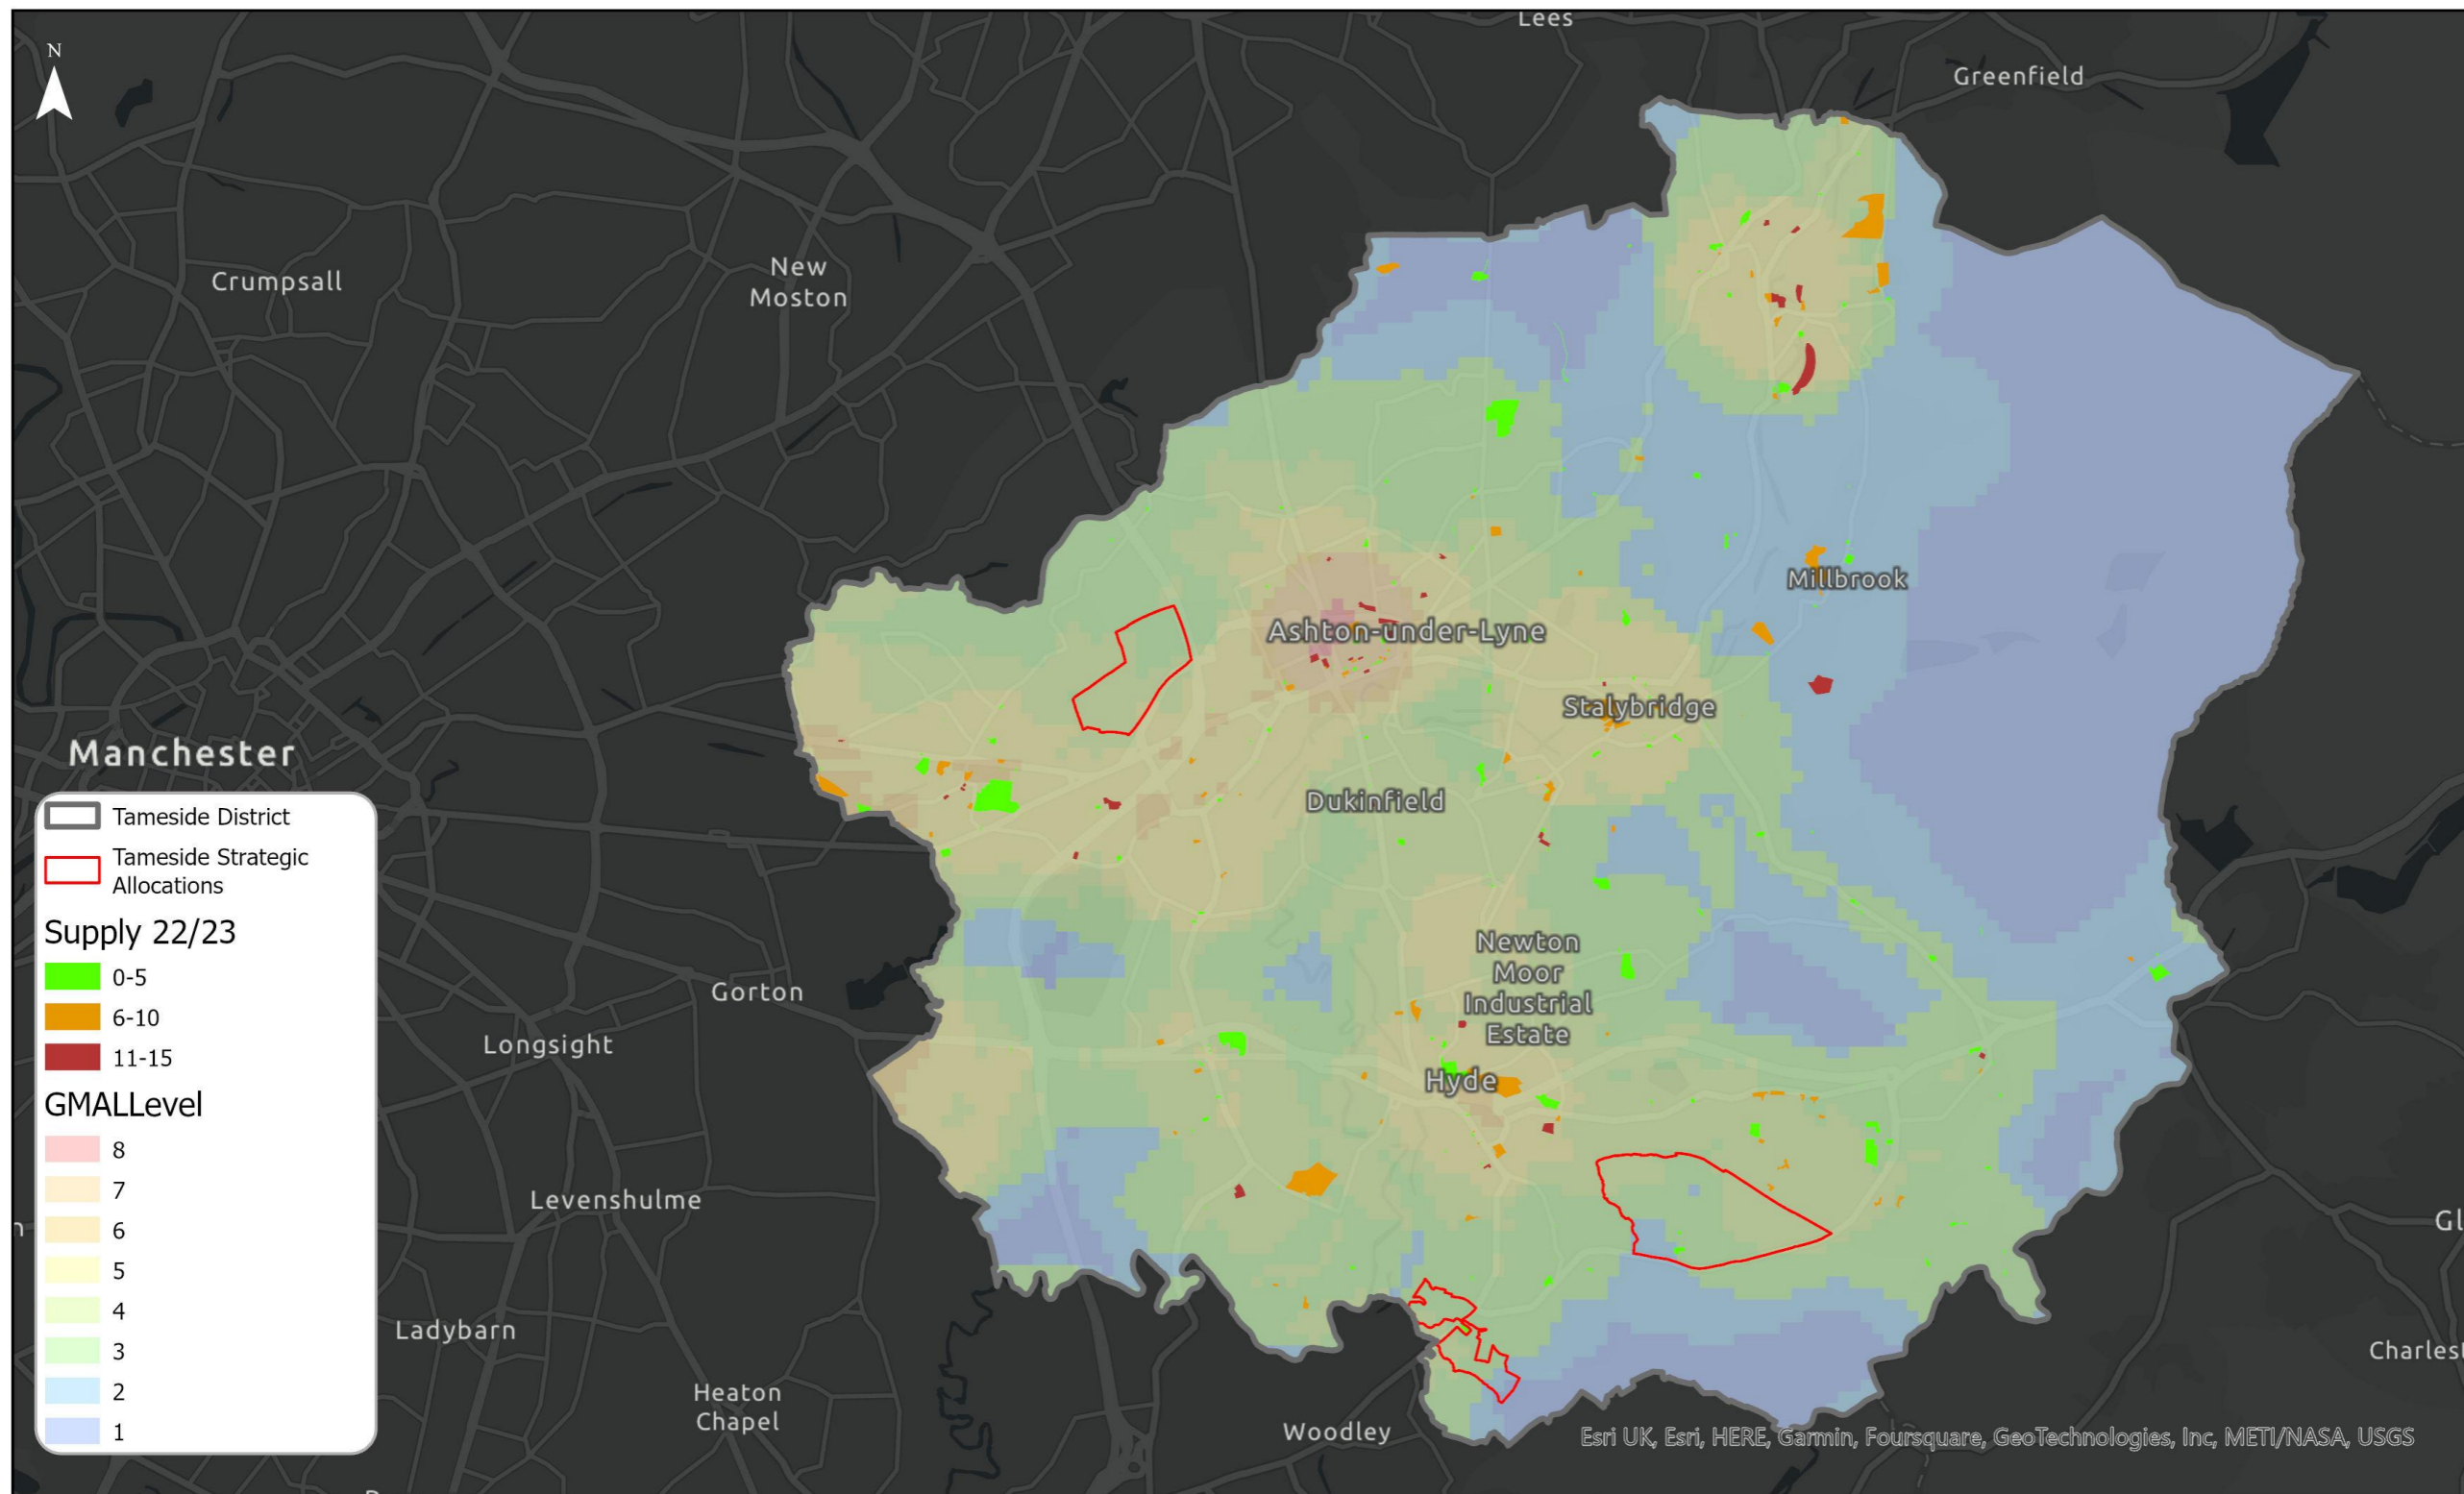 Lees
N
Greenfield
Crumpsall
New
Moston
Millbrook
Ashton-under-Lyne
Stalybridge
Manchester
Dukinfield
Tameside District
Tameside Strategic
Allocations
Supply 22/23
0-5
6-10
11-15
GMALLevel
8
7
6
5
4
3
2
1
Newton
Moor
Industrial
Estate
Gorton
Longsight
Hyde
Levenshulme
Gl
Ladybarn
Charlest
Heaton
Chapel
Woodley
Esri UK, Esri, HERE, Garmin, Foursquare, GeoTechnologies, Inc, METI/NASA, USGS